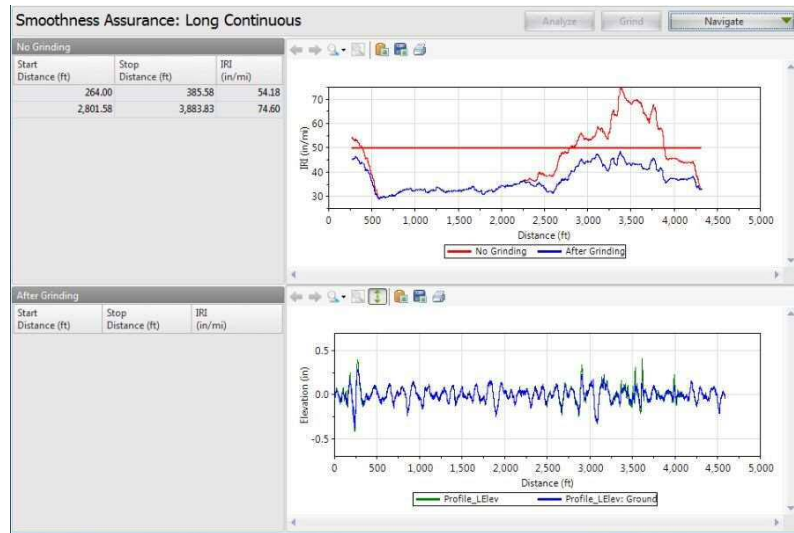 Smoothness Assurance: Long Continuous
Analyze Grind Navigate
No Grinding
Start Distance (ft) Stop Distance (ft) IRI (in/mi)
264.00 385.58 54.18
2,801.58 3,883.83 74.60
IRI (in/mi)
70
60
50
40
30
0 500 1,000 1,500 2,000 2,500 3,000 3,500 4,000 4,500 5,000
Distance (ft)
No Grinding After Grinding
After Grinding
Start Distance (ft) Stop Distance (ft) IRI (in/mi)
Elevation (in)
0.5
0.0
-0.5
0 500 1,000 1,500 2,000 2,500 3,000 3,500 4,000 4,500 5,000
Distance (ft)
Profile_LElev Profile_LElev: Ground